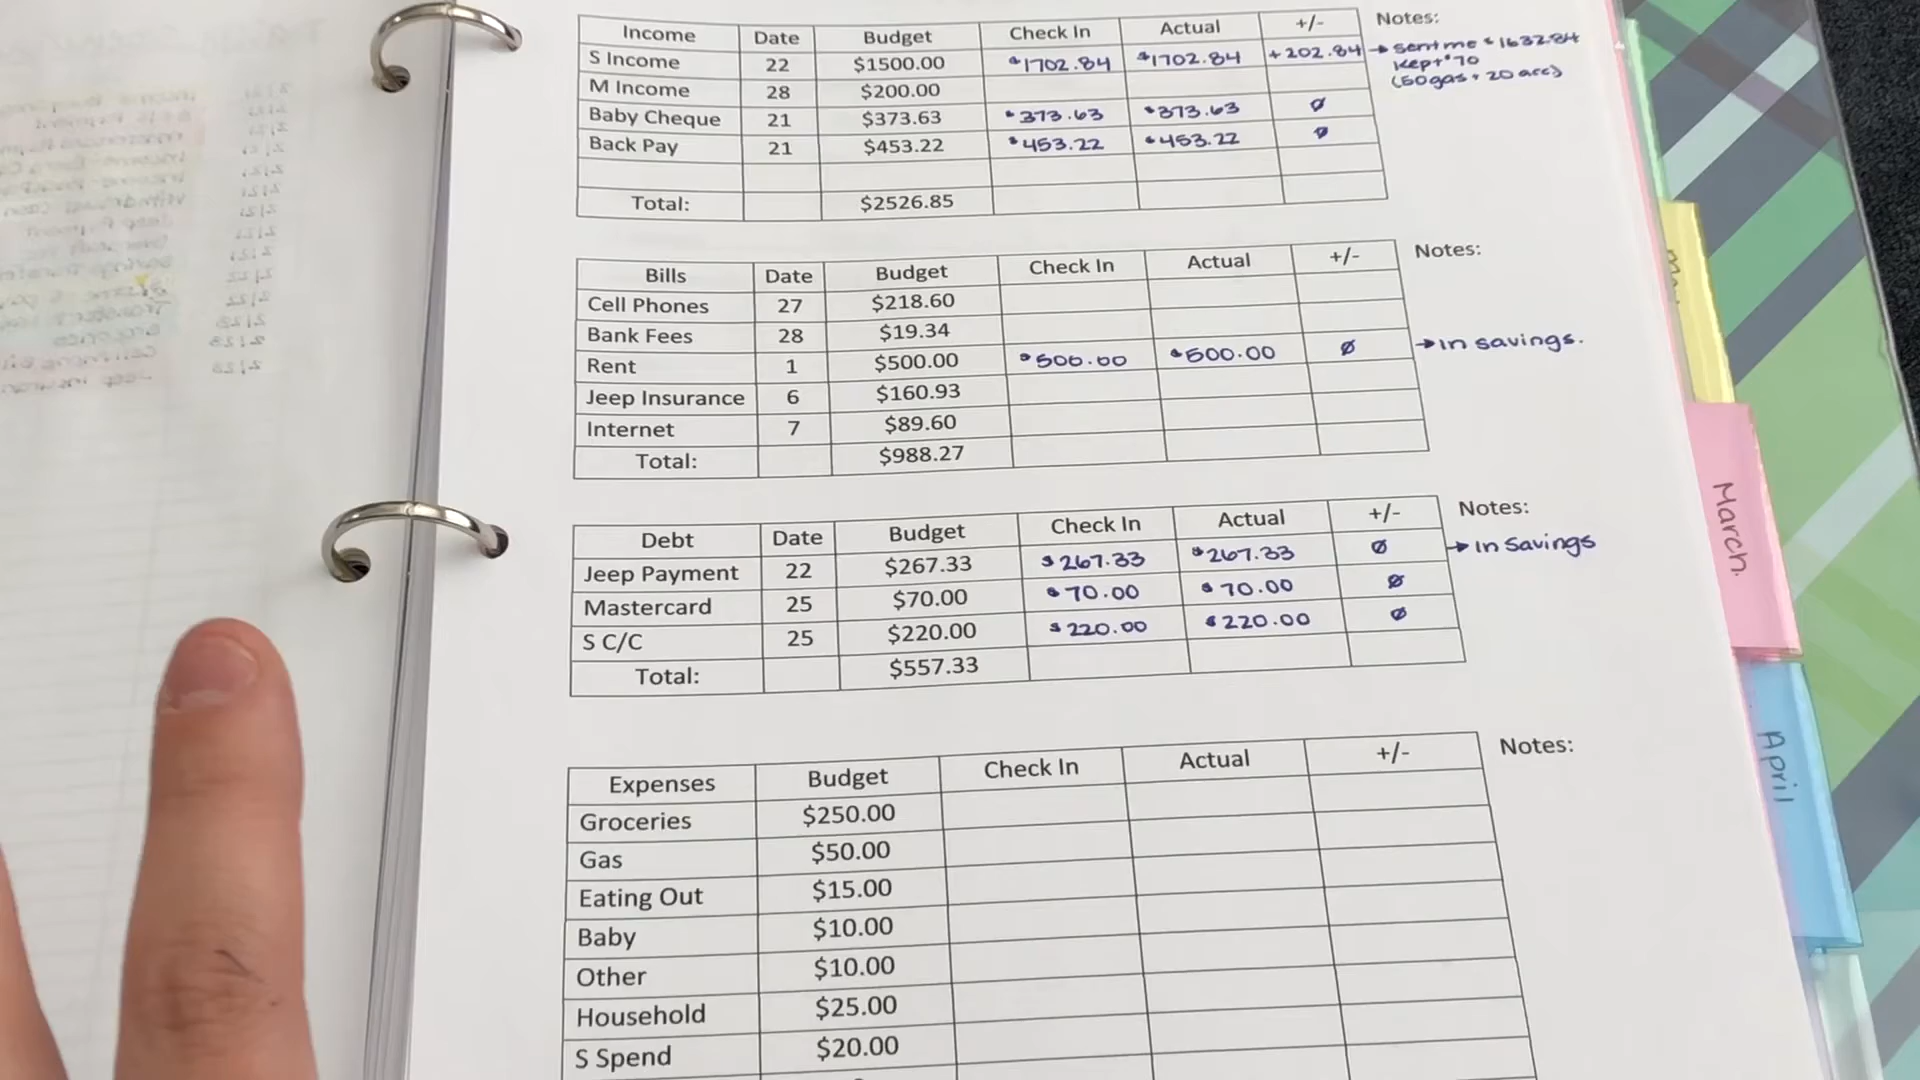 Income Date Budget Check In Actual +/- Notes:
S Income 22 $1500.00 $1702.84 $1702.84 +202.84 → sent me $1632.84
kept $70
(50 gas + 20 acc)
M Income 28 $200.00
Baby Cheque 21 $373.63 $373.63 $373.63 Ø
Back Pay 21 $453.22 $453.22 $453.22 Ø
Total: $2526.85
Bills Date Budget Check In Actual +/- Notes:
Cell Phones 27 $218.60
Bank Fees 28 $19.34
Rent 1 $500.00 $500.00 $500.00 Ø → In savings.
Jeep Insurance 6 $160.93
Internet 7 $89.60
Total: $988.27
Debt Date Budget Check In Actual +/- Notes:
Jeep Payment 22 $267.33 $267.33 $267.33 Ø → In Savings
Mastercard 25 $70.00 $70.00 $70.00 Ø
S C/C 25 $220.00 $220.00 $220.00 Ø
Total: $557.33
Expenses Budget Check In Actual +/- Notes:
Groceries $250.00
Gas $50.00
Eating Out $15.00
Baby $10.00
Other $10.00
Household $25.00
S Spend $20.00
March.
April